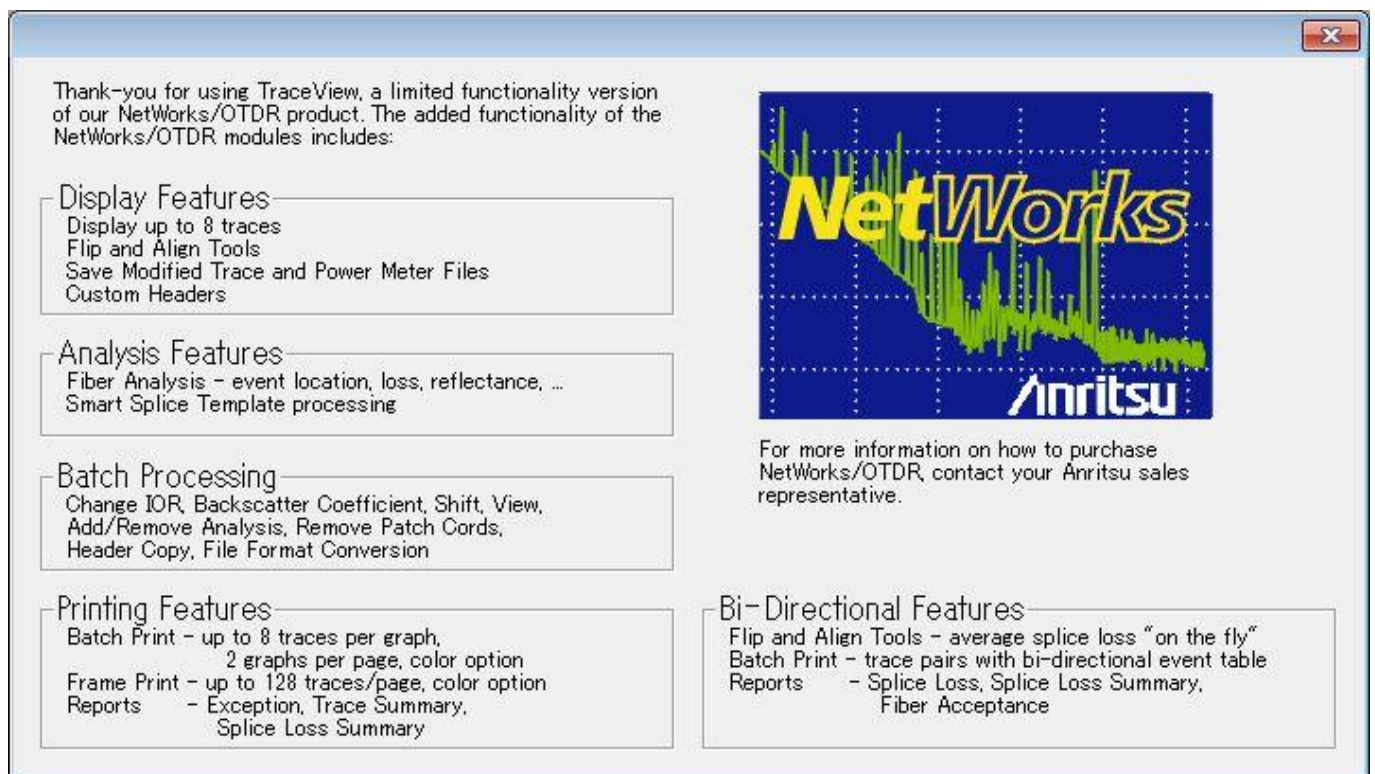 Thank-you for using TraceView, a limited functionality version
of our NetWorks/OTDR product. The added functionality of the
NetWorks/OTDR modules includes:
Display Features
Display up to 8 traces
Flip and Align Tools
Save Modified Trace and Power Meter Files
Custom Headers
Analysis Features
Fiber Analysis - event location, loss, reflectance, ...
Smart Splice Template processing
Batch Processing
Change IOR, Backscatter Coefficient, Shift, View,
Add/Remove Analysis, Remove Patch Cords,
Header Copy, File Format Conversion
Printing Features
Batch Print - up to 8 traces per graph,
2 graphs per page, color option
Frame Print - up to 128 traces/page, color option
Reports - Exception, Trace Summary,
Splice Loss Summary
NetWorks
Anritsu
For more information on how to purchase
NetWorks/OTDR, contact your Anritsu sales
representative.
Bi-Directional Features
Flip and Align Tools - average splice loss "on the fly"
Batch Print - trace pairs with bi-directional event table
Reports - Splice Loss, Splice Loss Summary,
Fiber Acceptance